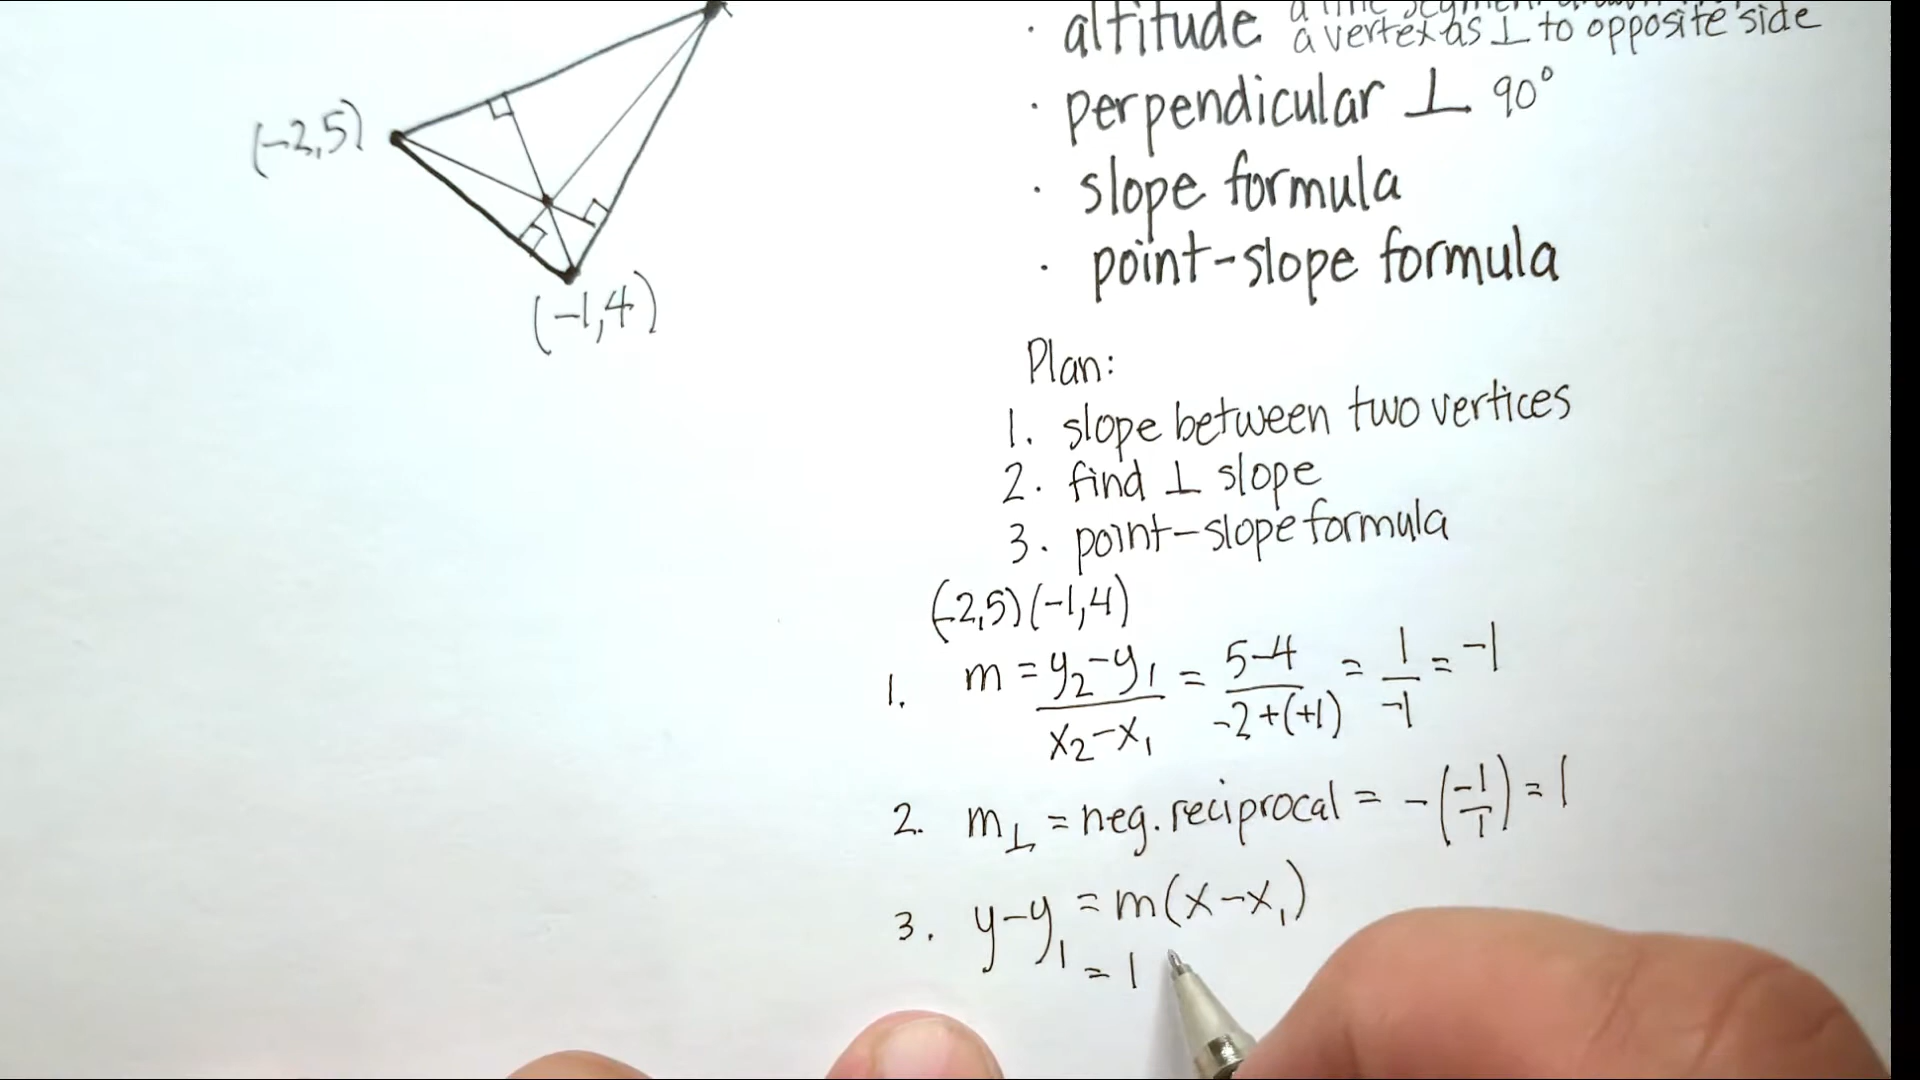 (-2,5)
(-1,4)
· altitude a line segment
a vertex as ⊥ to opposite side
· perpendicular ⊥ 90°
· slope formula
· point-slope formula
Plan:
1. slope between two vertices
2. find ⊥ slope
3. point-slope formula
(-2,5)(-1,4)
1. m = y₂-y₁/x₂-x₁ = 5-4/-2+(+1) = 1/-1 = -1
2. m⊥ = neg. reciprocal = -(-1/1) = 1
3. y-y₁ = m(x-x₁)
= 1